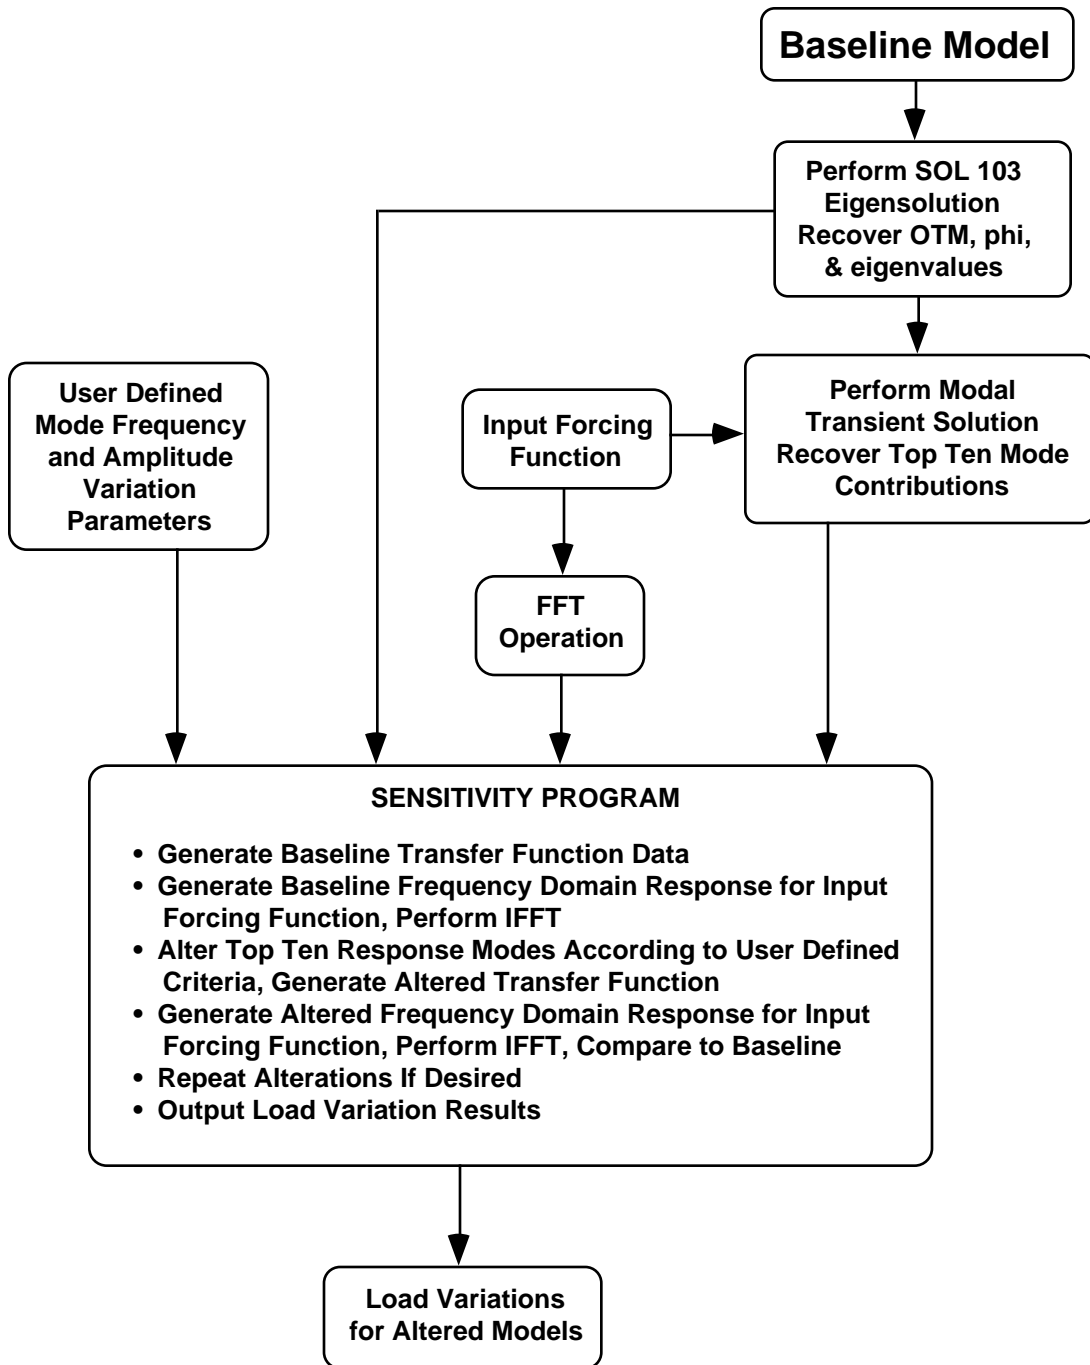 Baseline Model
Perform SOL 103
Eigensolution
Recover OTM, phi,
& eigenvalues
User Defined
Mode Frequency
and Amplitude
Variation
Parameters
Input Forcing
Function
Perform Modal
Transient Solution
Recover Top Ten Mode
Contributions
FFT
Operation
SENSITIVITY PROGRAM
• Generate Baseline Transfer Function Data
• Generate Baseline Frequency Domain Response for Input
Forcing Function, Perform IFFT
• Alter Top Ten Response Modes According to User Defined
Criteria, Generate Altered Transfer Function
• Generate Altered Frequency Domain Response for Input
Forcing Function, Perform IFFT, Compare to Baseline
• Repeat Alterations If Desired
• Output Load Variation Results
Load Variations
for Altered Models